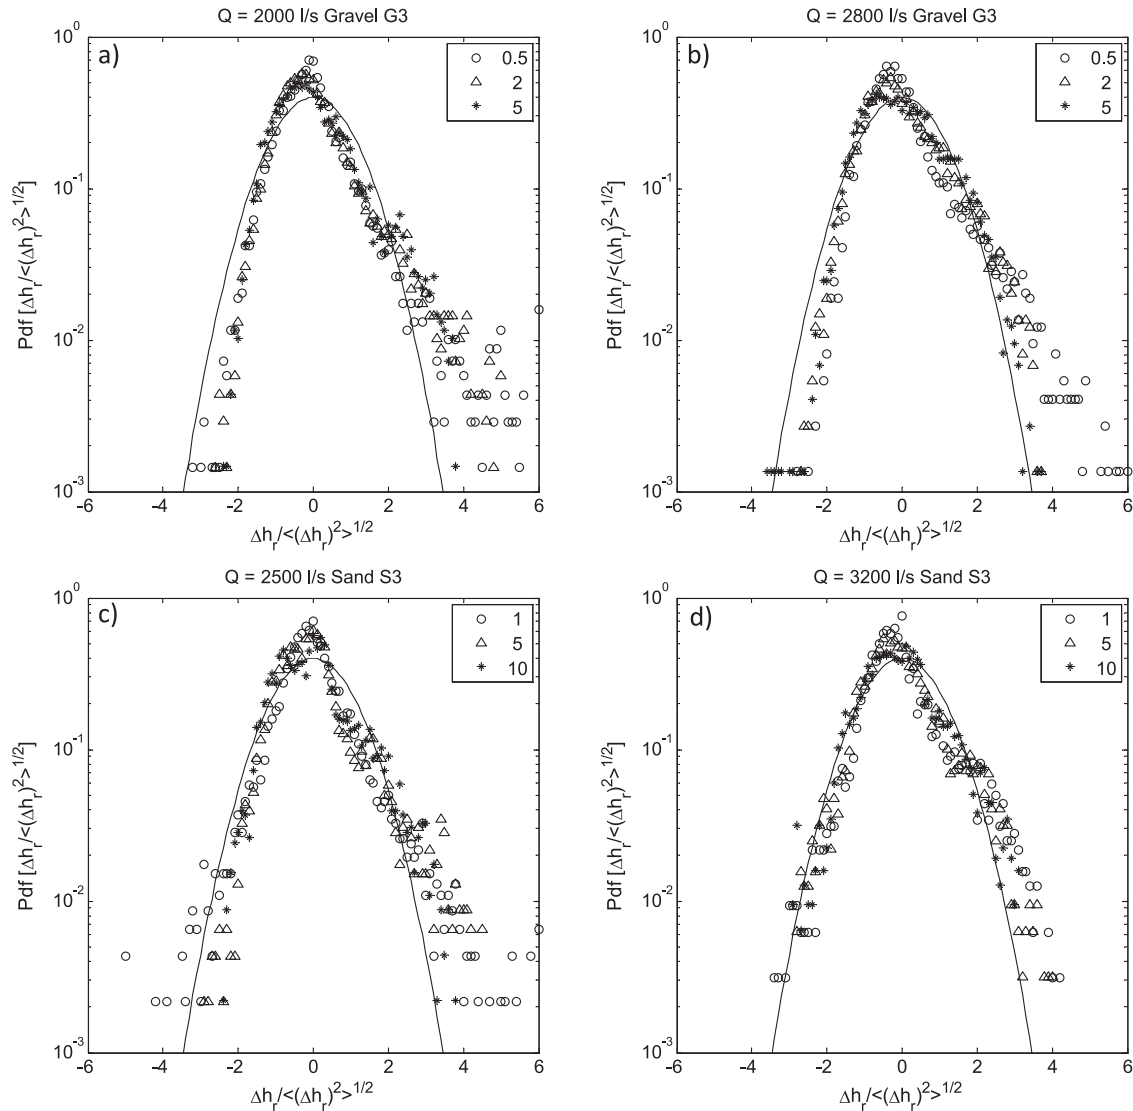 Q = 2000 l/s Gravel G3
a)
0.5
2
5
10^0
10^-1
10^-2
10^-3
Pdf [Δh_r/<(Δh_r)^2>^1/2]
-6 -4 -2 0 2 4 6
Δh_r/<(Δh_r)^2>^1/2
Q = 2800 l/s Gravel G3
b)
0.5
2
5
10^0
10^-1
10^-2
10^-3
Pdf [Δh_r/<(Δh_r)^2>^1/2]
-6 -4 -2 0 2 4 6
Δh_r/<(Δh_r)^2>^1/2
Q = 2500 l/s Sand S3
c)
1
5
10
10^0
10^-1
10^-2
10^-3
Pdf [Δh_r/<(Δh_r)^2>^1/2]
-6 -4 -2 0 2 4 6
Δh_r/<(Δh_r)^2>^1/2
Q = 3200 l/s Sand S3
d)
1
5
10
10^0
10^-1
10^-2
10^-3
Pdf [Δh_r/<(Δh_r)^2>^1/2]
-6 -4 -2 0 2 4 6
Δh_r/<(Δh_r)^2>^1/2